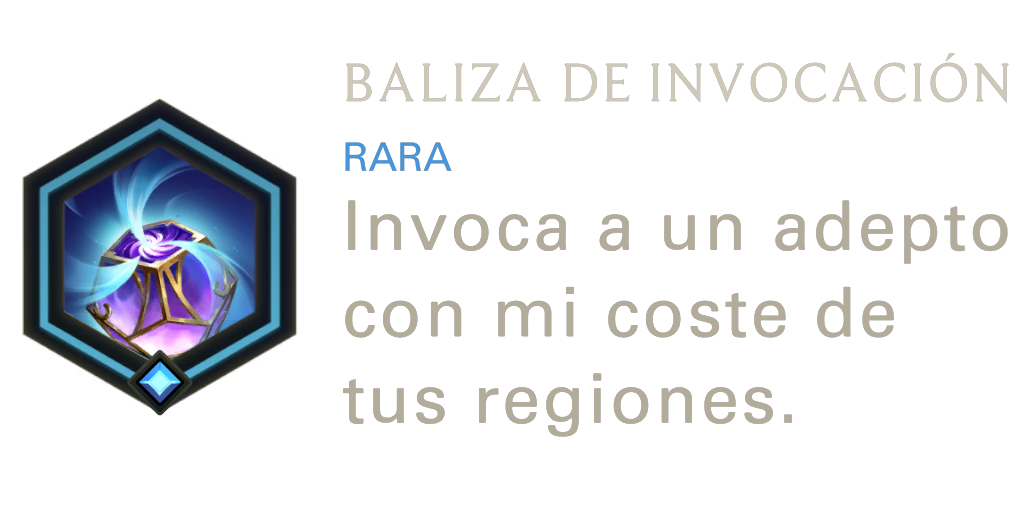 BALIZA DE INVOCACIÓN
RARA
Invoca a un adepto
con mi coste de
tus regiones.